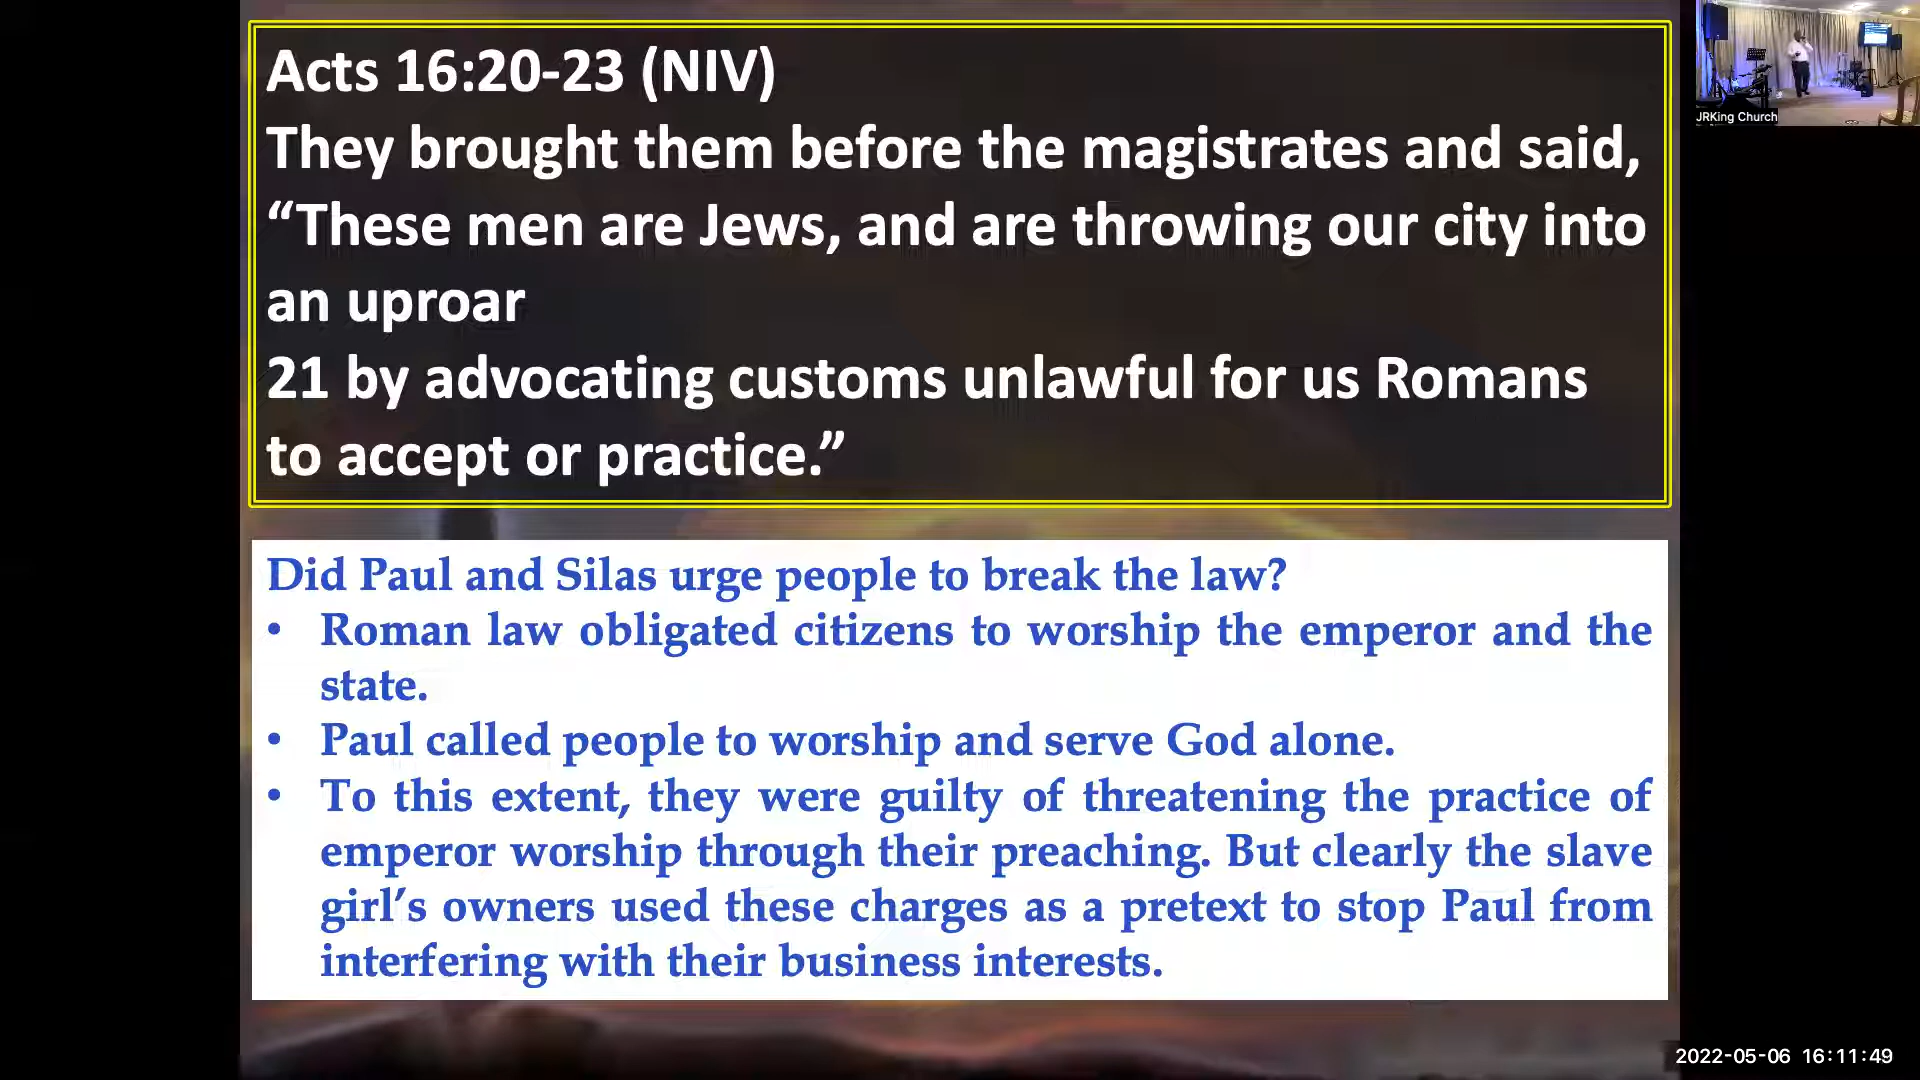 Acts 16:20-23 (NIV)
They brought them before the magistrates and said,
“These men are Jews, and are throwing our city into
an uproar
21 by advocating customs unlawful for us Romans
to accept or practice.”
JRKing Church
Did Paul and Silas urge people to break the law?
• Roman law obligated citizens to worship the emperor and the
state.
• Paul called people to worship and serve God alone.
• To this extent, they were guilty of threatening the practice of
emperor worship through their preaching. But clearly the slave
girl’s owners used these charges as a pretext to stop Paul from
interfering with their business interests.
2022-05-06 16:11:49